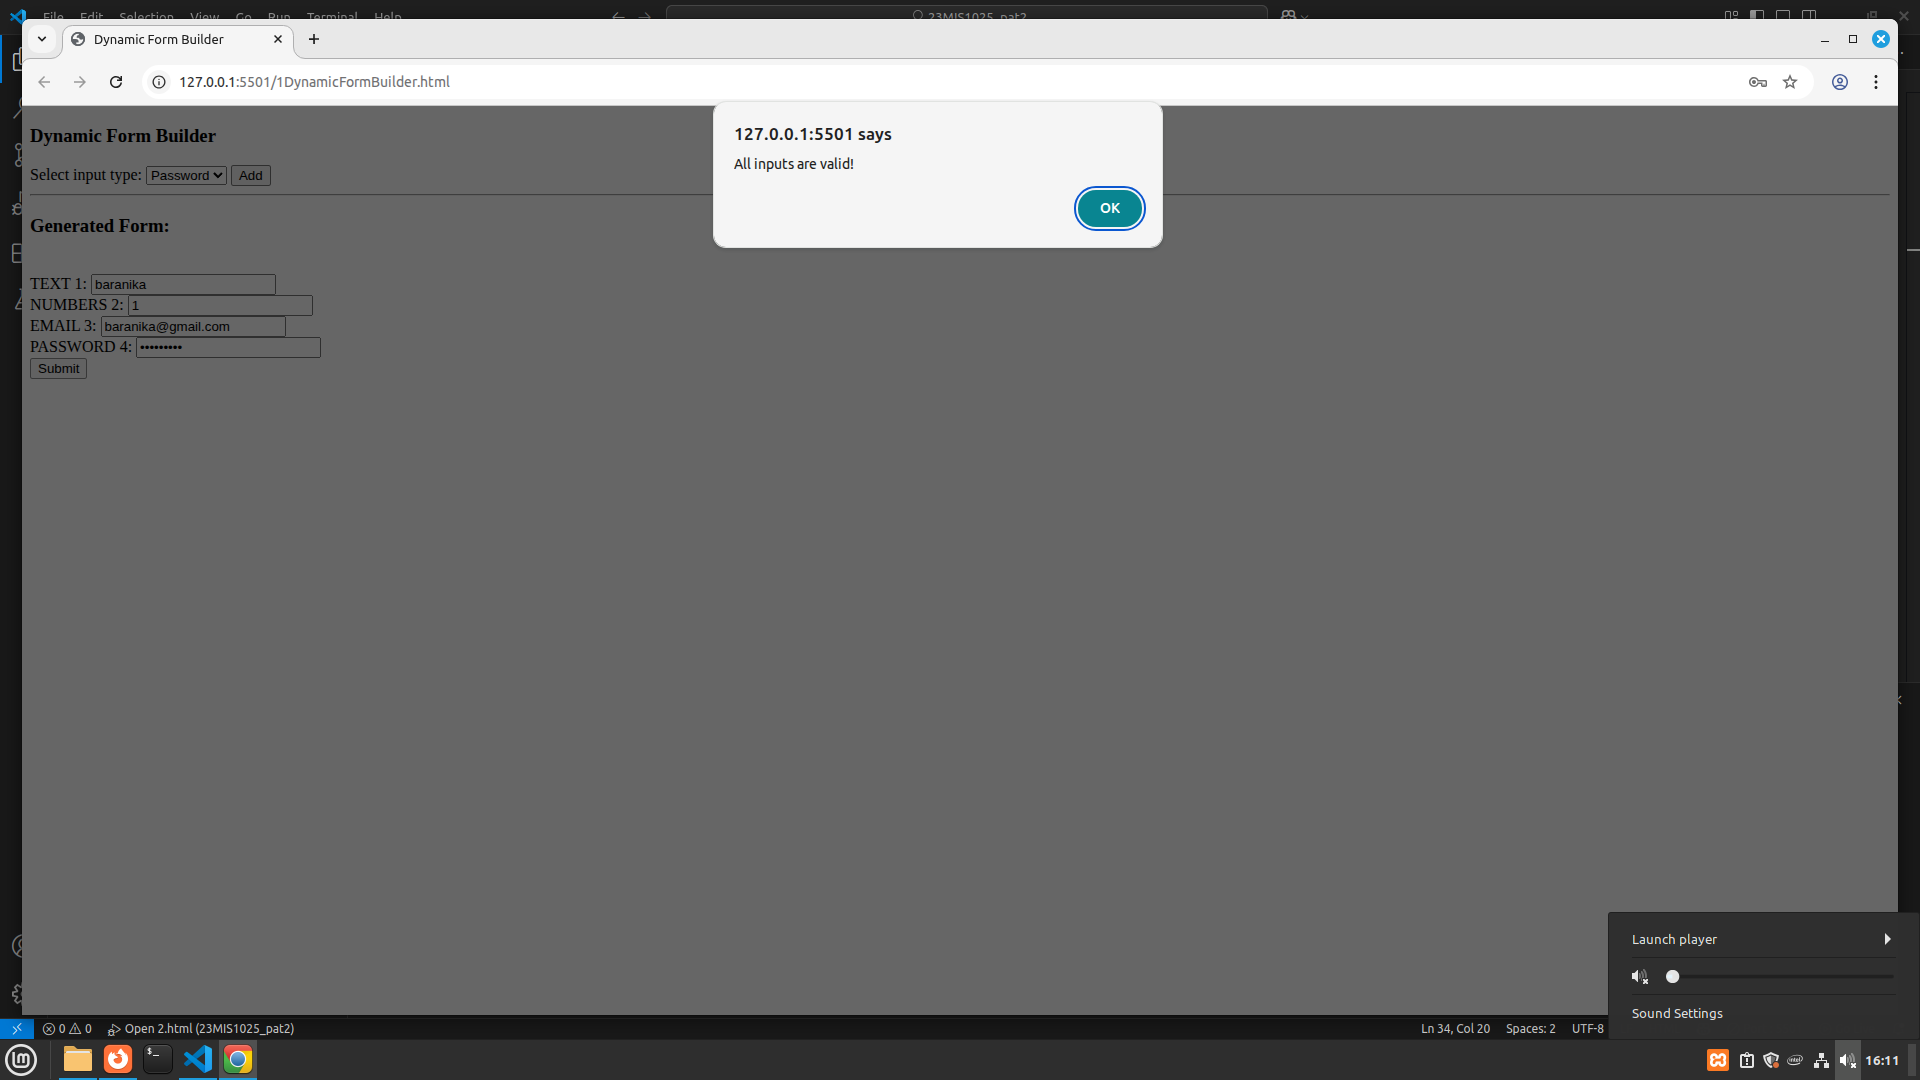 File Edit Selection View Go Run Terminal Help 23MIS1025_pat2
Dynamic Form Builder
127.0.0.1:5501/1DynamicFormBuilder.html
127.0.0.1:5501 says
All inputs are valid!
OK
Dynamic Form Builder
Select input type: Password Add
Generated Form:
TEXT 1: baranika
NUMBERS 2: 1
EMAIL 3: baranika@gmail.com
PASSWORD 4: •••••••••
Submit
Launch player
Sound Settings
0 0 Open 2.html (23MIS1025_pat2) Ln 34, Col 20 Spaces: 2 UTF-8
16:11